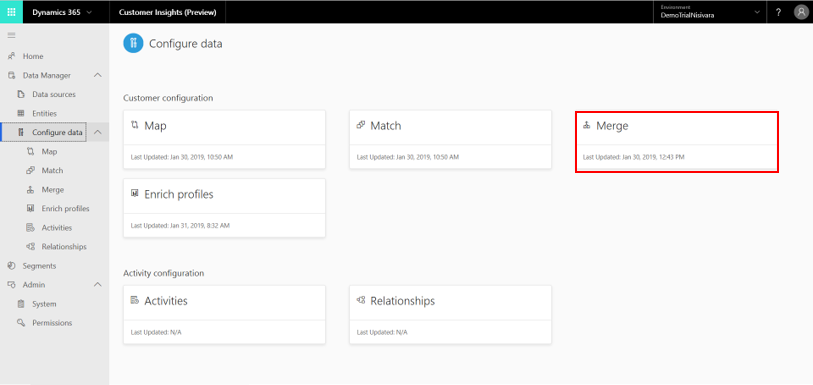 Dynamics 365
Customer Insights (Preview)
Environment
DemoTrialNisivara
?
Home
Data Manager
Data sources
Entities
Configure data
Map
Match
Merge
Enrich profiles
Activities
Relationships
Segments
Admin
System
Permissions
Configure data
Customer configuration
Map
Last Updated: Jan 30, 2019, 10:50 AM
Match
Last Updated: Jan 30, 2019, 10:50 AM
Merge
Last Updated: Jan 30, 2019, 12:43 PM
Enrich profiles
Last Updated: Jan 31, 2019, 8:32 AM
Activity configuration
Activities
Last Updated: N/A
Relationships
Last Updated: N/A